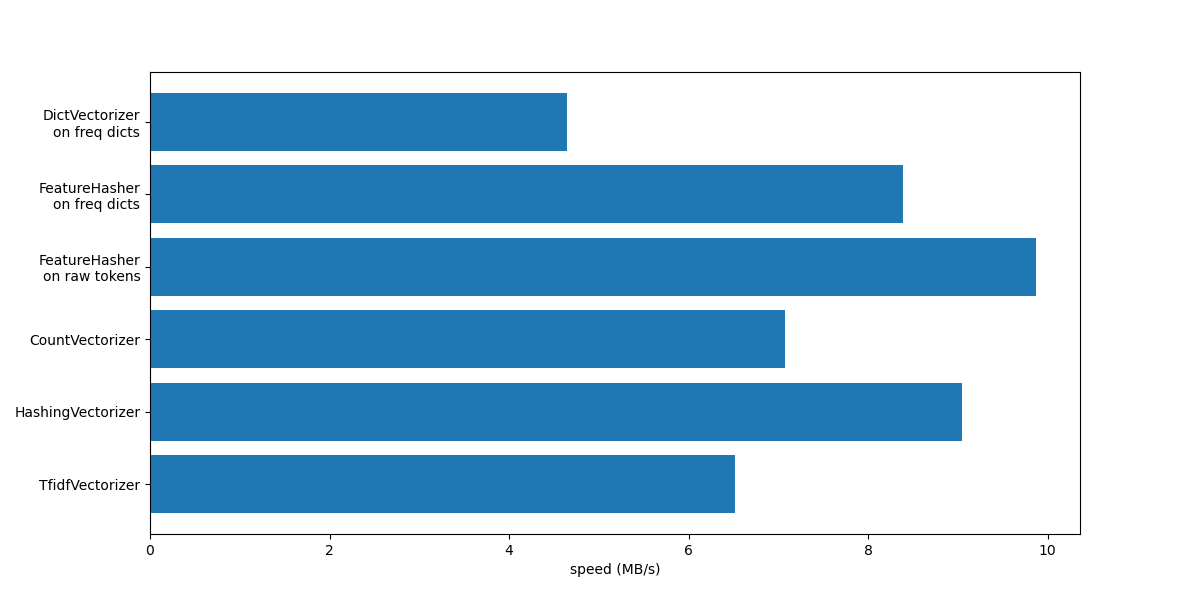 DictVectorizer
on freq dicts
FeatureHasher
on freq dicts
FeatureHasher
on raw tokens
CountVectorizer
HashingVectorizer
TfidfVectorizer
0 2 4 6 8 10
speed (MB/s)